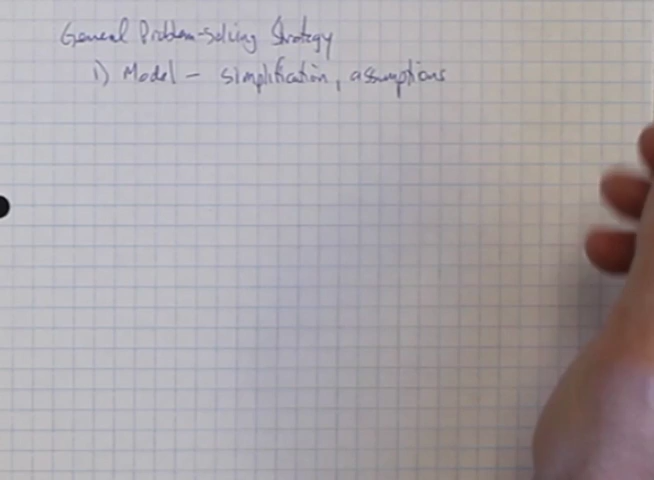 General Problem-Solving Strategy
1) Model - simplification, assumptions